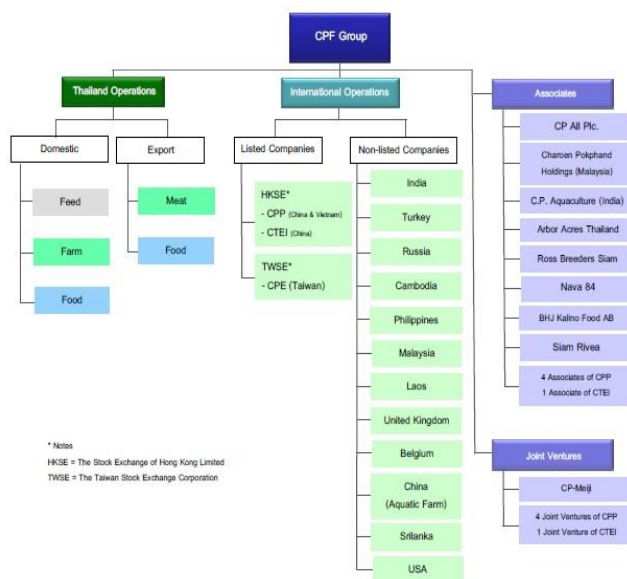 CPF Group
Thailand Operations
International Operations
Associates
Domestic
Export
Listed Companies
Non-listed Companies
Feed
Farm
Food
Meat
Food
HKSE*
- CPP (China & Vietnam)
- CTEI (China)
TWSE*
- CPE (Taiwan)
India
Turkey
Russia
Cambodia
Philippines
Malaysia
Laos
United Kingdom
Belgium
China
(Aquatic Farm)
Srilanka
USA
CP All Plc.
Charoen Pokphand
Holdings (Malaysia)
C.P. Aquaculture (India)
Arbor Acres Thailand
Ross Breeders Siam
Nava 84
BHJ Kalino Food AB
Siam Rivea
4 Associates of CPP
1 Associate of CTEI
Joint Ventures
CP-Meiji
4 Joint Ventures of CPP
1 Joint Venture of CTEI
* Notes
HKSE = The Stock Exchange of Hong Kong Limited
TWSE = The Taiwan Stock Exchange Corporation